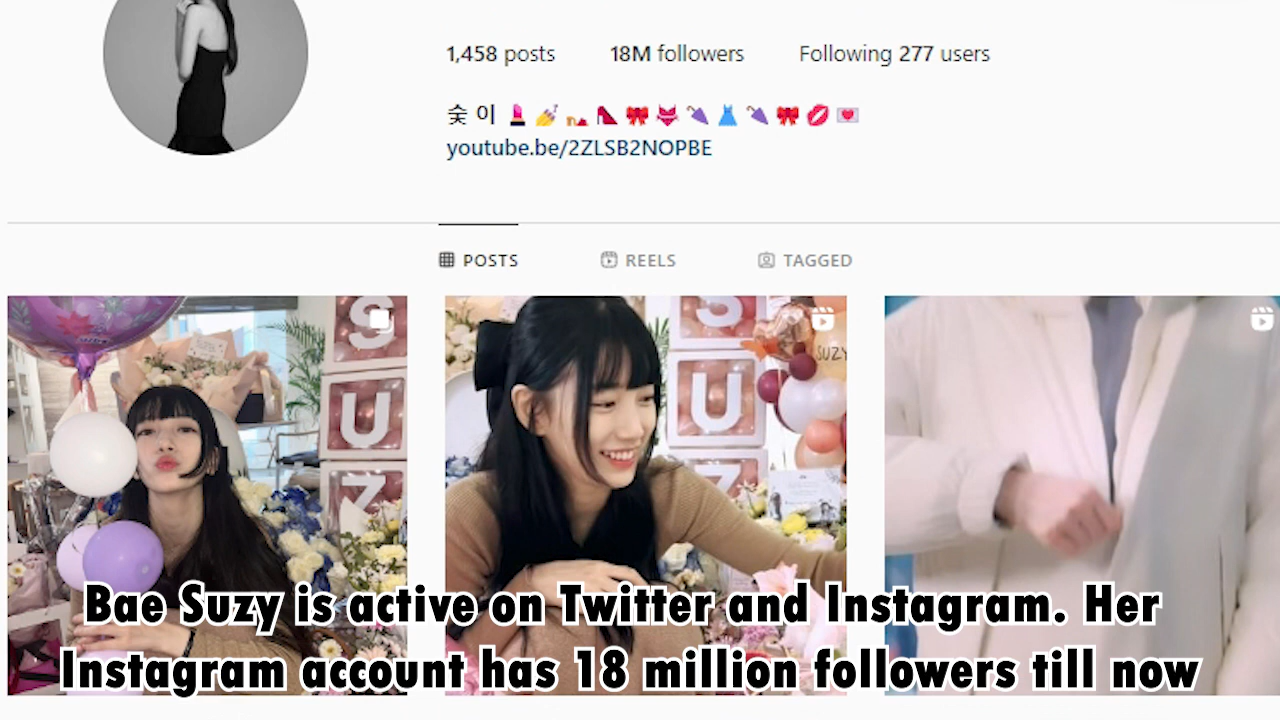 1,458 posts 18M followers Following 277 users
숯 이 💄 💅 👡 👠 🎀 👙 🌂 👗 🌂 🎀 💋 💌
youtube.be/2ZLSB2NOPBE
POSTS REELS TAGGED
S
U
Z
S
U
Z
SUZY
Bae Suzy is active on Twitter and Instagram. Her
Instagram account has 18 million followers till now